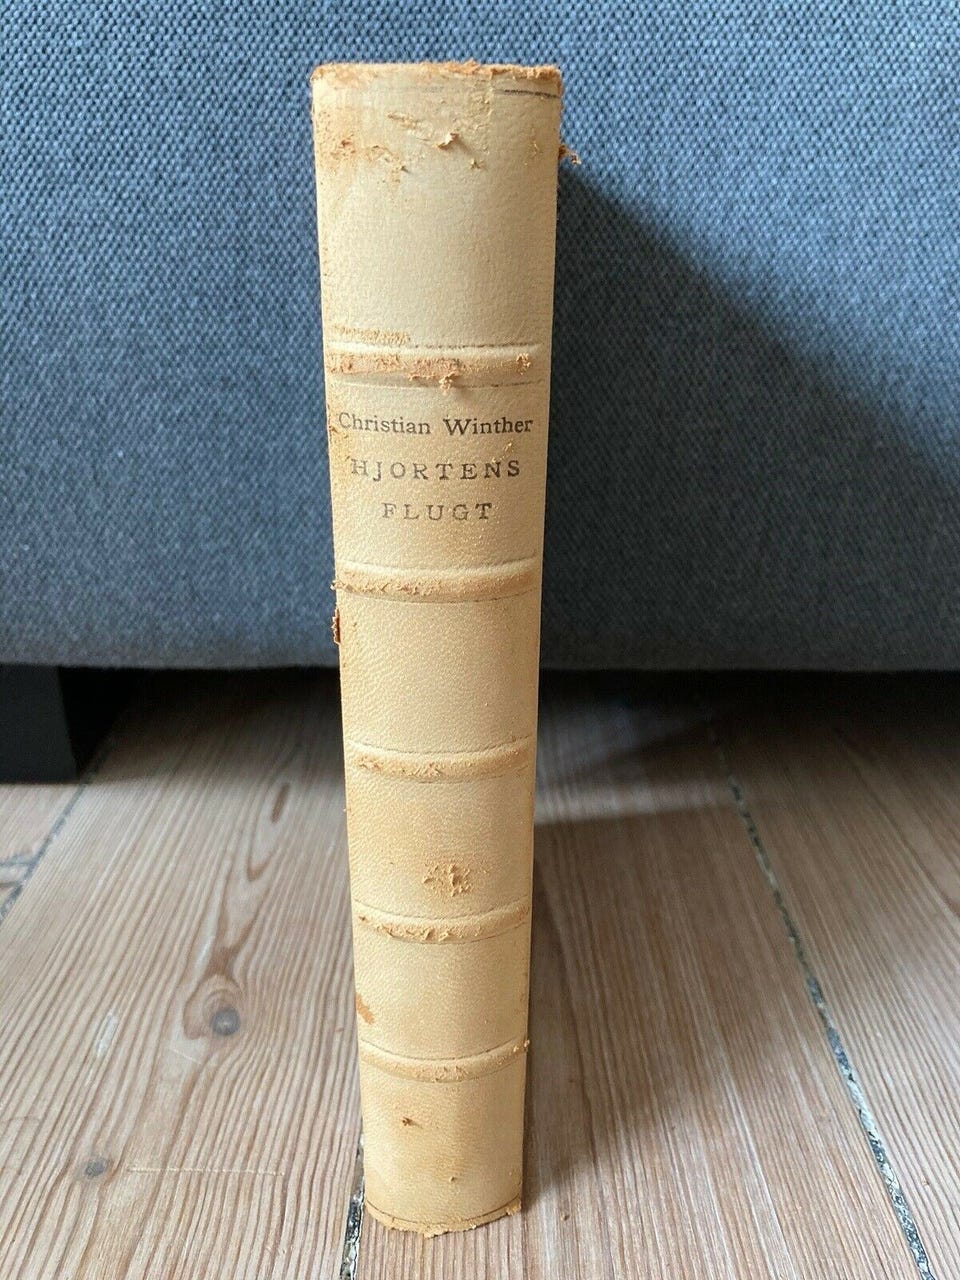 Christian Winther
HJORTENS
FLUGT